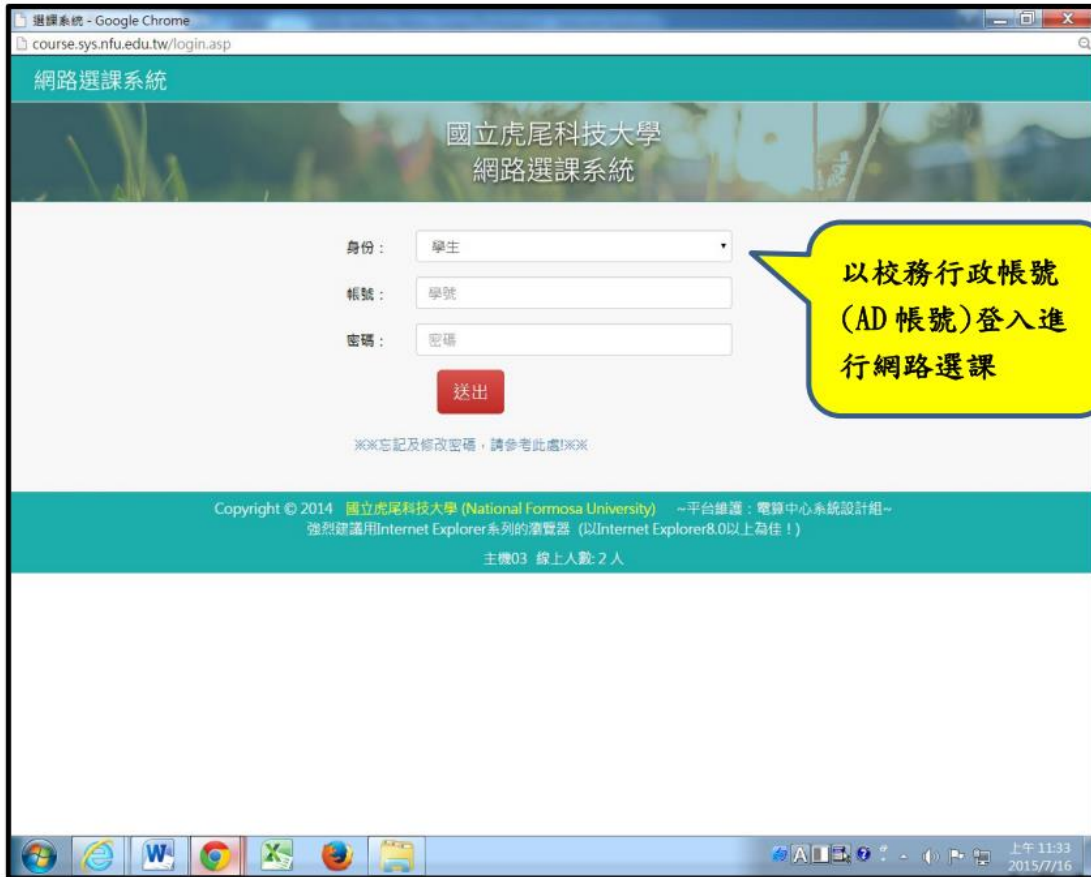 選課系統 - Google Chrome
course.sys.nfu.edu.tw/login.asp
網路選課系統
國立虎尾科技大學
網路選課系統
身份：
學生
帳號：
學號
密碼：
密碼
送出
※※忘記及修改密碼，請參考此處!※※
以校務行政帳號
(AD 帳號)登入進
行網路選課
Copyright © 2014 國立虎尾科技大學 (National Formosa University) ~平台維護：電算中心系統設計組~
強烈建議用Internet Explorer系列的瀏覽器 (以Internet Explorer8.0以上為佳！)
主機03 線上人數: 2 人
上午 11:33
2015/7/16